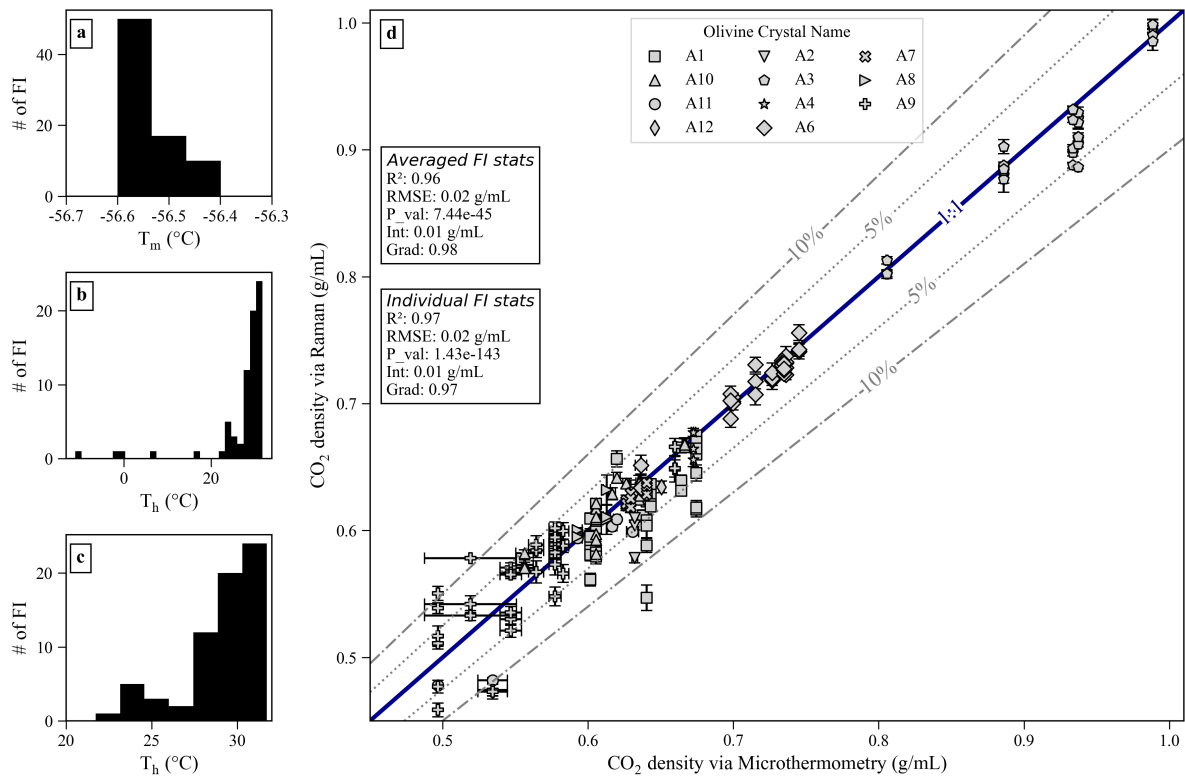 a
# of FI
40
20
0
-56.7 -56.6 -56.5 -56.4 -56.3
Tₘ (°C)
b
# of FI
20
10
0
0 20
Tₕ (°C)
c
# of FI
20
10
0
20 25 30
Tₕ (°C)
d
CO₂ density via Raman (g/mL)
1.0
0.9
0.8
0.7
0.6
0.5
Olivine Crystal Name
A1 A2 A7
A10 A3 A8
A11 A4 A9
A12 A6
Averaged FI stats
R²: 0.96
RMSE: 0.02 g/mL
P_val: 7.44e-45
Int: 0.01 g/mL
Grad: 0.98
Individual FI stats
R²: 0.97
RMSE: 0.02 g/mL
P_val: 1.43e-143
Int: 0.01 g/mL
Grad: 0.97
10%
5%
1:1
5%
10%
0.5 0.6 0.7 0.8 0.9 1.0
CO₂ density via Microthermometry (g/mL)